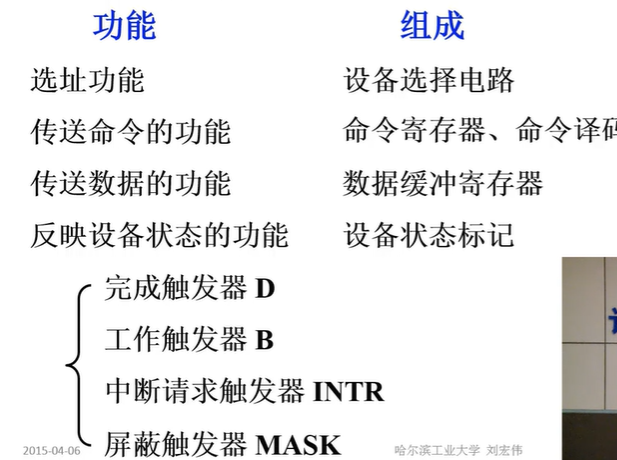 功能 组成
选址功能 设备选择电路
传送命令的功能 命令寄存器、命令译码
传送数据的功能 数据缓冲寄存器
反映设备状态的功能 设备状态标记
完成触发器 D
工作触发器 B
中断请求触发器 INTR
屏蔽触发器 MASK
2015-04-06 哈尔滨工业大学 刘宏伟